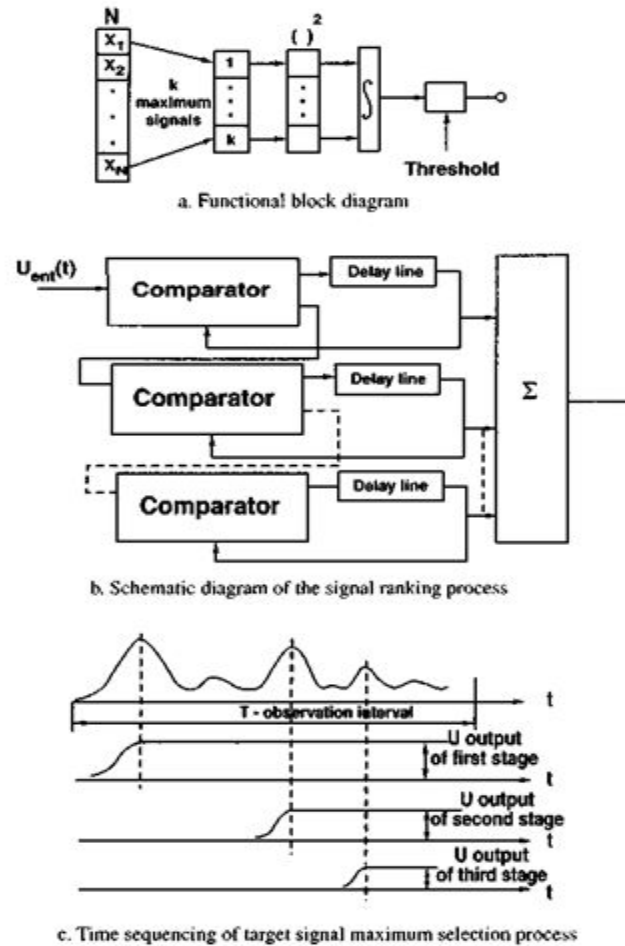 N
( )²
X₁
X₂
X_N
k
maximum
signals
1
k
∫
Threshold
a. Functional block diagram
U_ent(t)
Comparator
Delay line
Comparator
Delay line
Comparator
Delay line
Σ
b. Schematic diagram of the signal ranking process
t
T - observation interval
U output
of first stage
t
U output
of second stage
t
U output
of third stage
t
c. Time sequencing of target signal maximum selection process